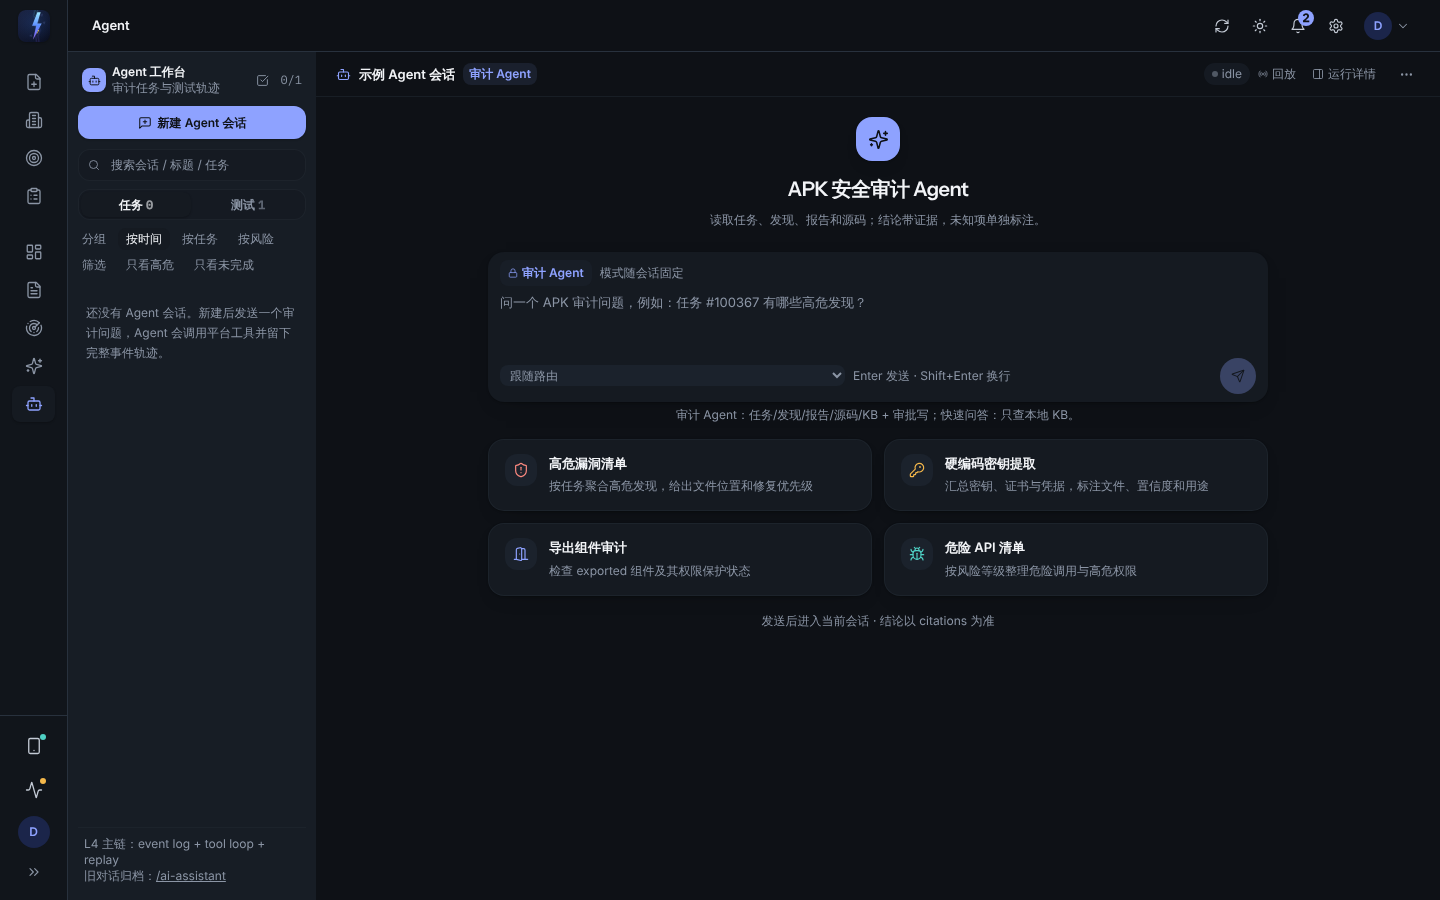 Agent
2
D
Agent 工作台
审计任务与测试轨迹
0/1
新建 Agent 会话
搜索会话 / 标题 / 任务
任务 0
测试 1
分组
按时间
按任务
按风险
筛选
只看高危
只看未完成
还没有 Agent 会话。新建后发送一个审
计问题，Agent 会调用平台工具并留下
完整事件轨迹。
L4 主链：event log + tool loop +
replay
旧对话归档：/ai-assistant
D
示例 Agent 会话
审计 Agent
idle
回放
运行详情
APK 安全审计 Agent
读取任务、发现、报告和源码；结论带证据，未知项单独标注。
审计 Agent
模式随会话固定
问一个 APK 审计问题，例如：任务 #100367 有哪些高危发现？
跟随路由
Enter 发送 · Shift+Enter 换行
审计 Agent：任务/发现/报告/源码/KB + 审批写；快速问答：只查本地 KB。
高危漏洞清单
按任务聚合高危发现，给出文件位置和修复优先级
硬编码密钥提取
汇总密钥、证书与凭据，标注文件、置信度和用途
导出组件审计
检查 exported 组件及其权限保护状态
危险 API 清单
按风险等级整理危险调用与高危权限
发送后进入当前会话 · 结论以 citations 为准